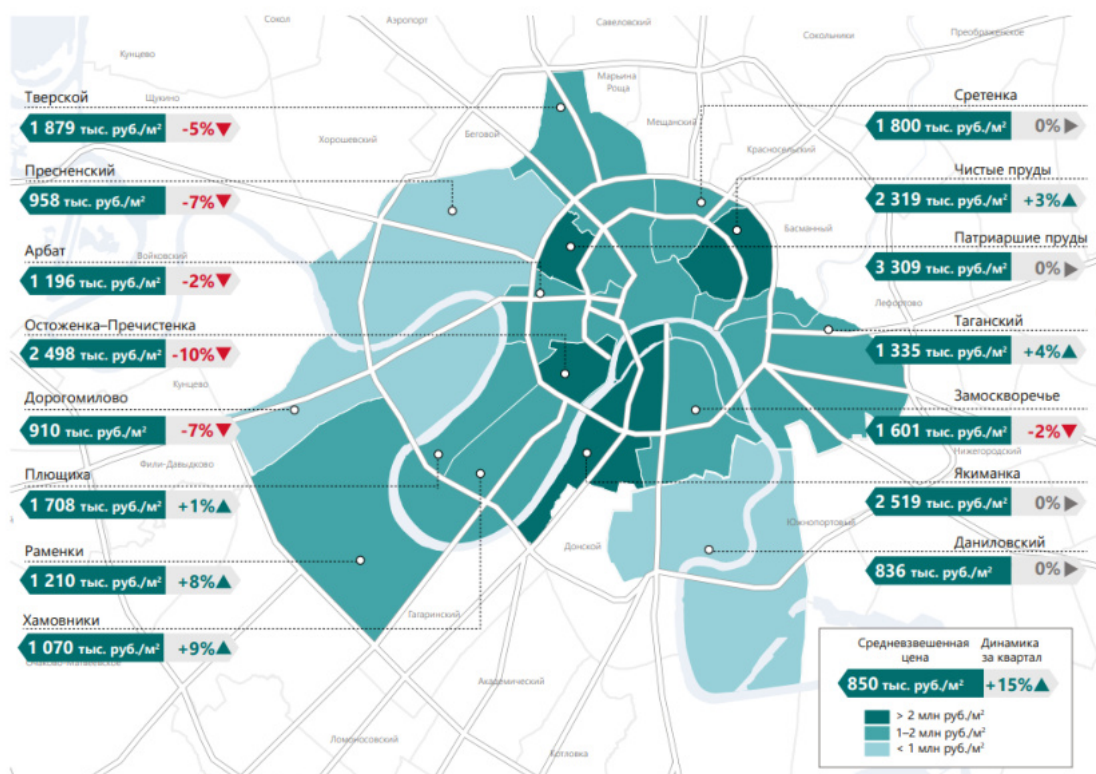 Сокол
Аэропорт
Савеловский
Сокольники
Преображенское
Кунцево
Марьина
Роща
Щукино
Хорошевский
Беговой
Мещанский
Красносельский
Басманный
Войковский
Лефортово
Кунцево
Фили-Давыдково
Нижегородский
Южнопортовый
Донской
Гагаринский
Очаково-Матвеевское
Академический
Ломоносовский
Котловка
Тверской
1 879 тыс. руб./м² -5%▼
Пресненский
958 тыс. руб./м² -7%▼
Арбат
1 196 тыс. руб./м² -2%▼
Остоженка–Пречистенка
2 498 тыс. руб./м² -10%▼
Дорогомилово
910 тыс. руб./м² -7%▼
Плющиха
1 708 тыс. руб./м² +1%▲
Раменки
1 210 тыс. руб./м² +8%▲
Хамовники
1 070 тыс. руб./м² +9%▲
Сретенка
1 800 тыс. руб./м² 0%▶
Чистые пруды
2 319 тыс. руб./м² +3%▲
Патриаршие пруды
3 309 тыс. руб./м² 0%▶
Таганский
1 335 тыс. руб./м² +4%▲
Замоскворечье
1 601 тыс. руб./м² -2%▼
Якиманка
2 519 тыс. руб./м² 0%▶
Даниловский
836 тыс. руб./м² 0%▶
Средневзвешенная Динамика
цена за квартал
850 тыс. руб./м² +15%▲
> 2 млн руб./м²
1–2 млн руб./м²
< 1 млн руб./м²